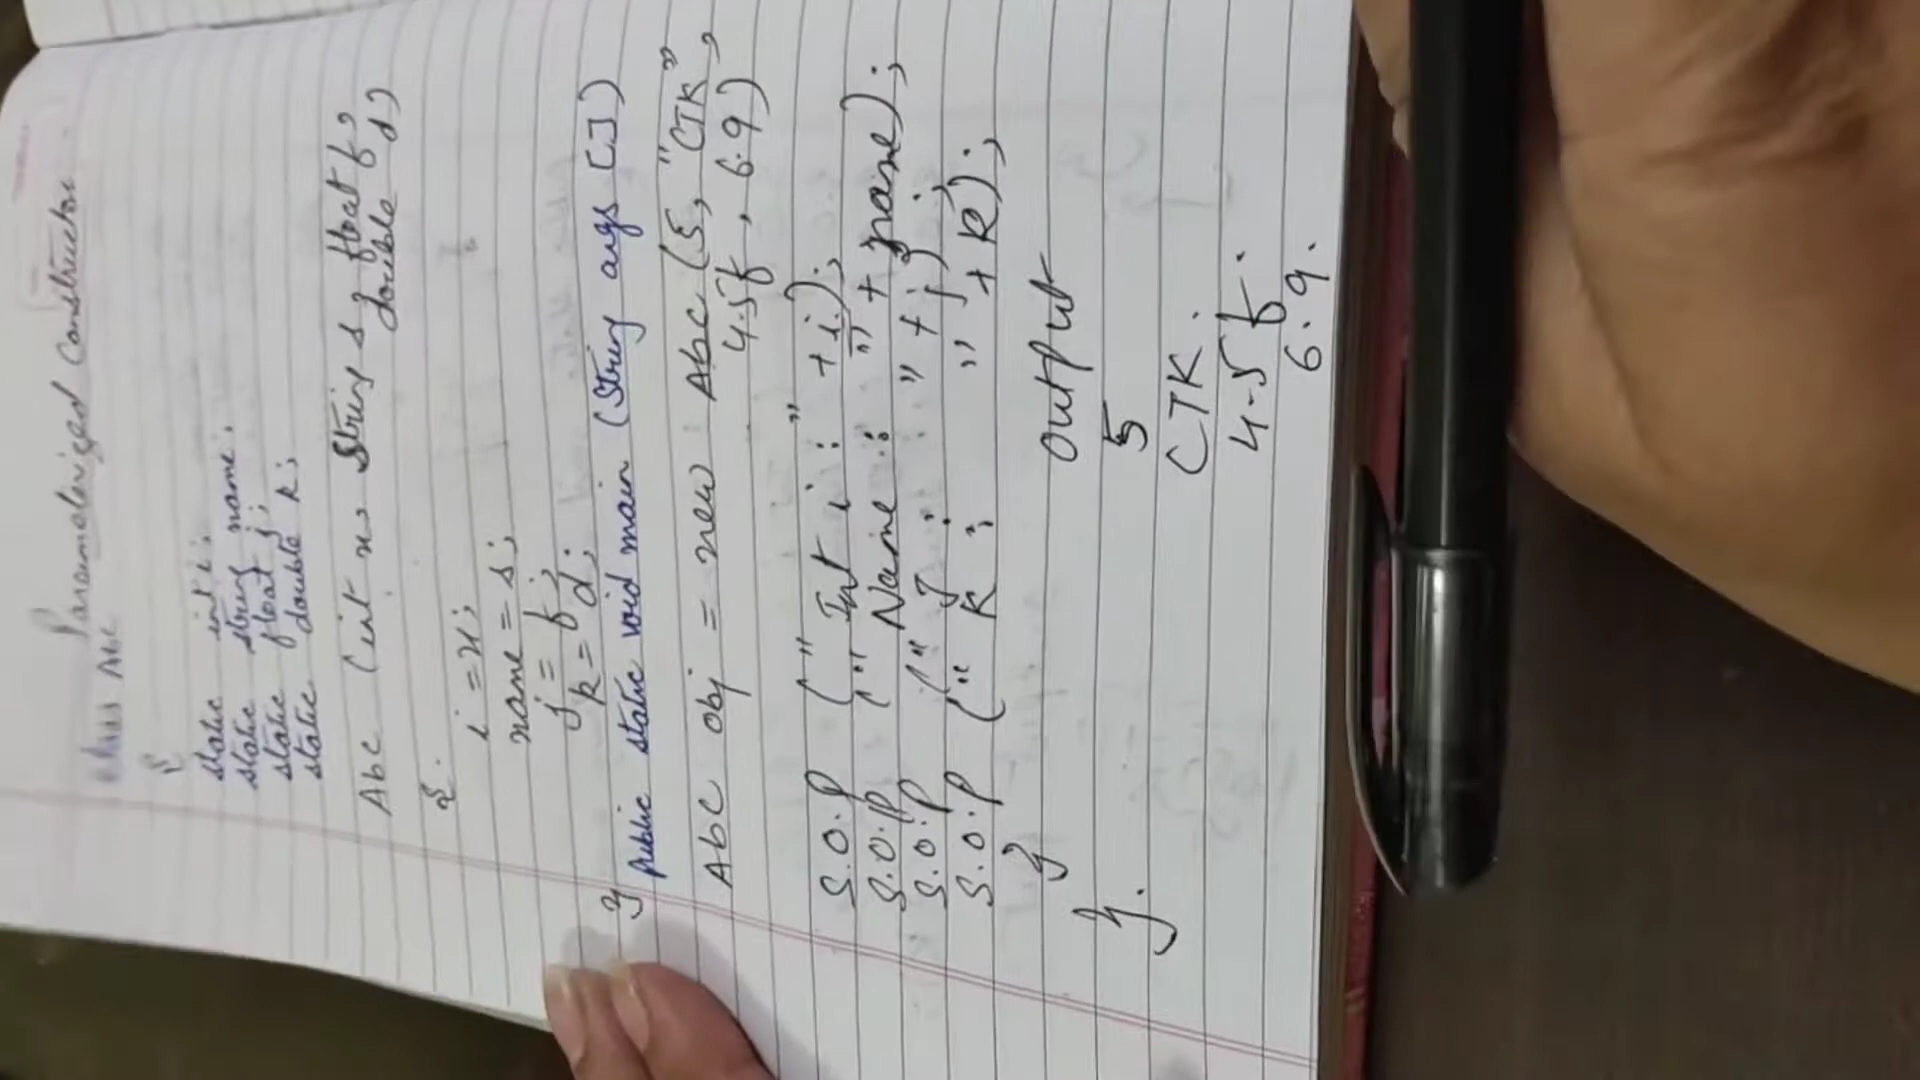 Parameterized Constructor.
class Abc
{
static int i;
static string name;
static float j;
static double k;
Abc (int n, String s, float f,
double d)
{
i = n;
name = s;
j = f;
k = d;
}
public static void main (String args [])
Abc obj = new Abc (5, "CTK",
4.5f, 6.9)
S.O.P (" Int i : " + i);
S.O.P (" Name : " + name);
S.O.P (" J : " + j);
S.O.P (" K : " + k);
}
}
output
5
CTK.
4.5f.
6.9.